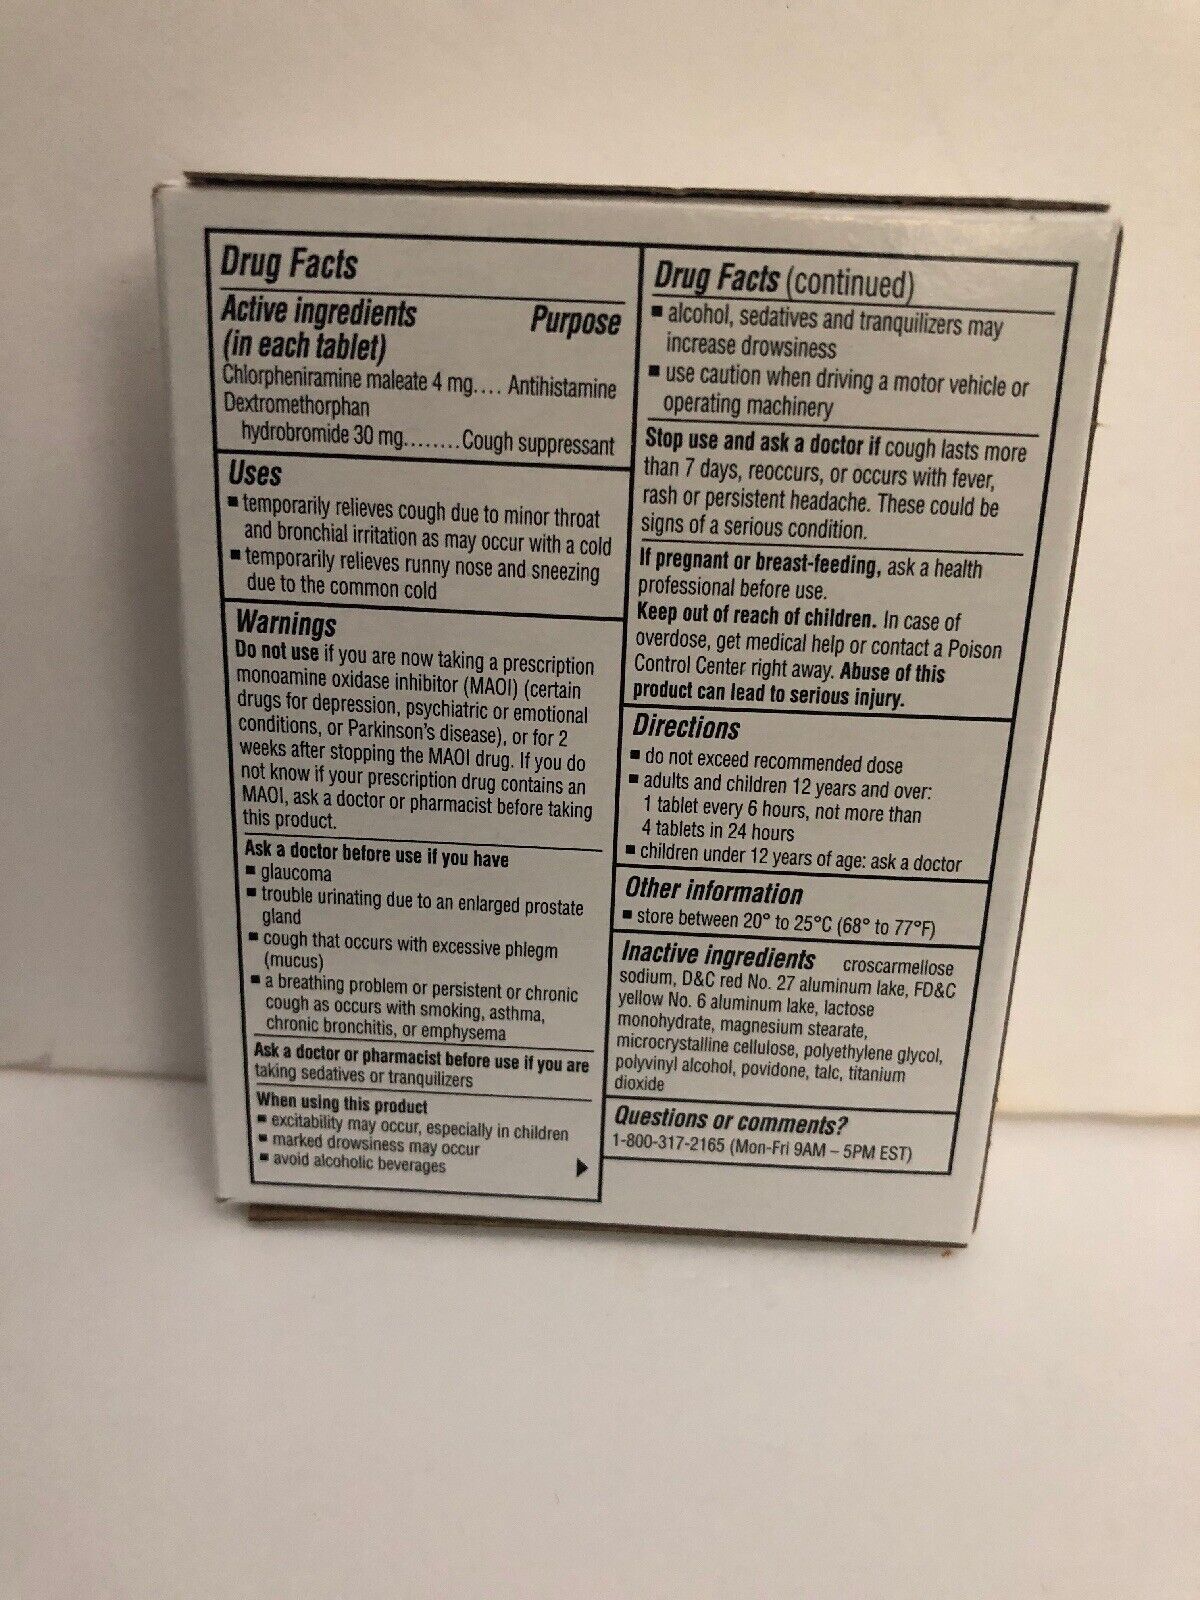 Drug Facts
Active ingredients Purpose
(in each tablet)
Chlorpheniramine maleate 4 mg.... Antihistamine
Dextromethorphan
hydrobromide 30 mg........Cough suppressant
Uses
■ temporarily relieves cough due to minor throat
and bronchial irritation as may occur with a cold
■ temporarily relieves runny nose and sneezing
due to the common cold
Warnings
Do not use if you are now taking a prescription
monoamine oxidase inhibitor (MAOI) (certain
drugs for depression, psychiatric or emotional
conditions, or Parkinson's disease), or for 2
weeks after stopping the MAOI drug. If you do
not know if your prescription drug contains an
MAOI, ask a doctor or pharmacist before taking
this product.
Ask a doctor before use if you have
■ glaucoma
■ trouble urinating due to an enlarged prostate
gland
■ cough that occurs with excessive phlegm
(mucus)
■ a breathing problem or persistent or chronic
cough as occurs with smoking, asthma,
chronic bronchitis, or emphysema
Ask a doctor or pharmacist before use if you are
taking sedatives or tranquilizers
When using this product
■ excitability may occur, especially in children
■ marked drowsiness may occur
■ avoid alcoholic beverages
Drug Facts (continued)
■ alcohol, sedatives and tranquilizers may
increase drowsiness
■ use caution when driving a motor vehicle or
operating machinery
Stop use and ask a doctor if cough lasts more
than 7 days, reoccurs, or occurs with fever,
rash or persistent headache. These could be
signs of a serious condition.
If pregnant or breast-feeding, ask a health
professional before use.
Keep out of reach of children. In case of
overdose, get medical help or contact a Poison
Control Center right away. Abuse of this
product can lead to serious injury.
Directions
■ do not exceed recommended dose
■ adults and children 12 years and over:
1 tablet every 6 hours, not more than
4 tablets in 24 hours
■ children under 12 years of age: ask a doctor
Other information
■ store between 20° to 25°C (68° to 77°F)
Inactive ingredients croscarmellose
sodium, D&C red No. 27 aluminum lake, FD&C
yellow No. 6 aluminum lake, lactose
monohydrate, magnesium stearate,
microcrystalline cellulose, polyethylene glycol,
polyvinyl alcohol, povidone, talc, titanium
dioxide
Questions or comments?
1-800-317-2165 (Mon-Fri 9AM – 5PM EST)